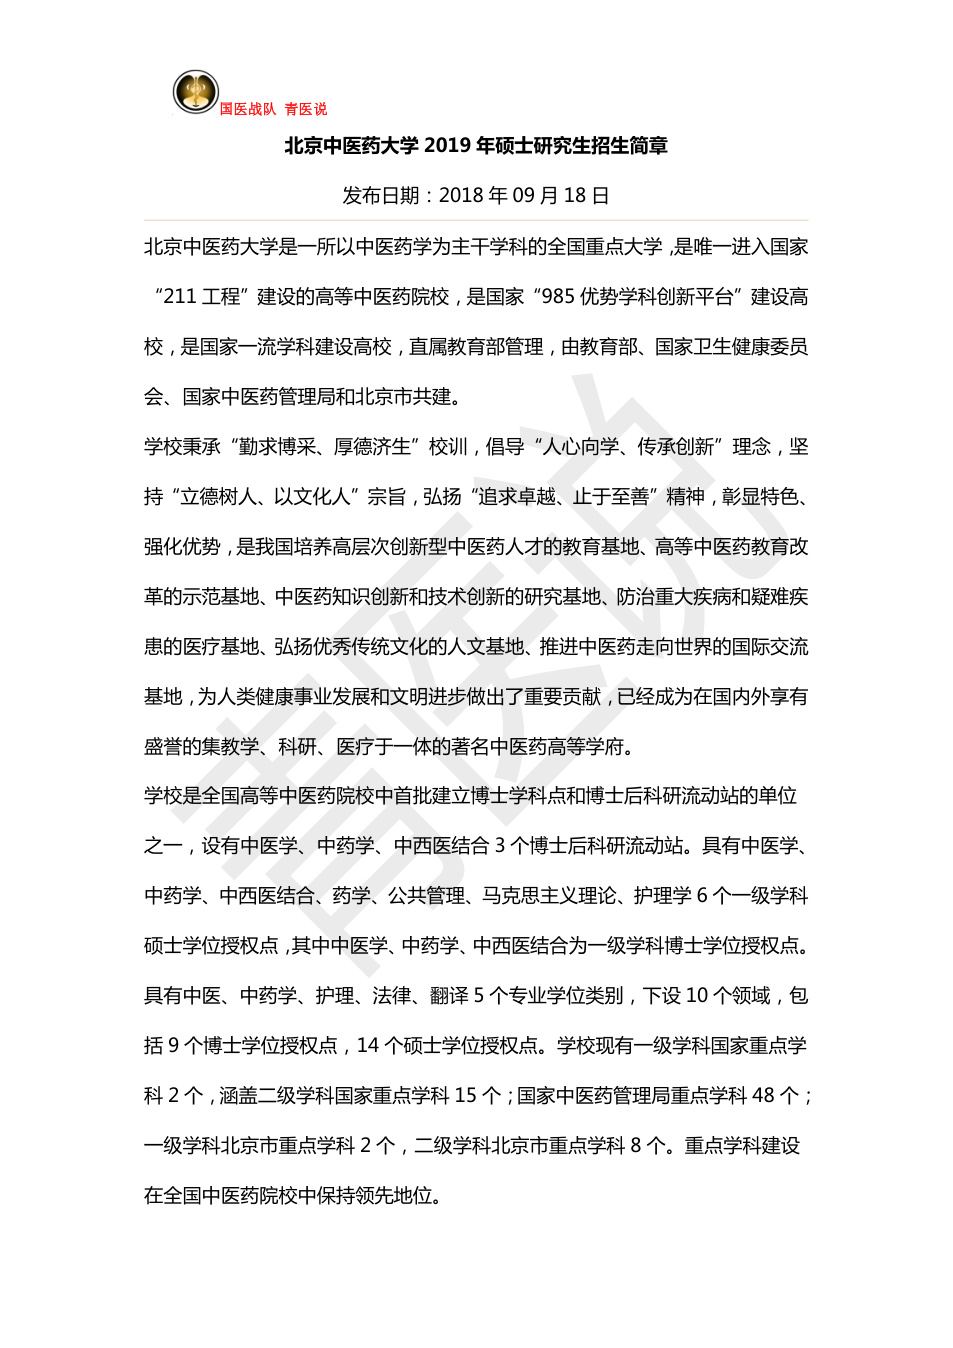 国医战队 青医说
北京中医药大学 2019 年硕士研究生招生简章
发布日期：2018 年 09 月 18 日
北京中医药大学是一所以中医药学为主干学科的全国重点大学，是唯一进入国家
“211 工程”建设的高等中医药院校，是国家“985 优势学科创新平台”建设高
校，是国家一流学科建设高校，直属教育部管理，由教育部、国家卫生健康委员
会、国家中医药管理局和北京市共建。
学校秉承“勤求博采、厚德济生”校训，倡导“人心向学、传承创新”理念，坚
持“立德树人、以文化人”宗旨，弘扬“追求卓越、止于至善”精神，彰显特色、
强化优势，是我国培养高层次创新型中医药人才的教育基地、高等中医药教育改
革的示范基地、中医药知识创新和技术创新的研究基地、防治重大疾病和疑难疾
患的医疗基地、弘扬优秀传统文化的人文基地、推进中医药走向世界的国际交流
基地，为人类健康事业发展和文明进步做出了重要贡献，已经成为在国内外享有
盛誉的集教学、科研、医疗于一体的著名中医药高等学府。
学校是全国高等中医药院校中首批建立博士学科点和博士后科研流动站的单位
之一，设有中医学、中药学、中西医结合 3 个博士后科研流动站。具有中医学、
中药学、中西医结合、药学、公共管理、马克思主义理论、护理学 6 个一级学科
硕士学位授权点，其中中医学、中药学、中西医结合为一级学科博士学位授权点。
具有中医、中药学、护理、法律、翻译 5 个专业学位类别，下设 10 个领域，包
括 9 个博士学位授权点，14 个硕士学位授权点。学校现有一级学科国家重点学
科 2 个，涵盖二级学科国家重点学科 15 个；国家中医药管理局重点学科 48 个；
一级学科北京市重点学科 2 个，二级学科北京市重点学科 8 个。重点学科建设
在全国中医药院校中保持领先地位。
青医说